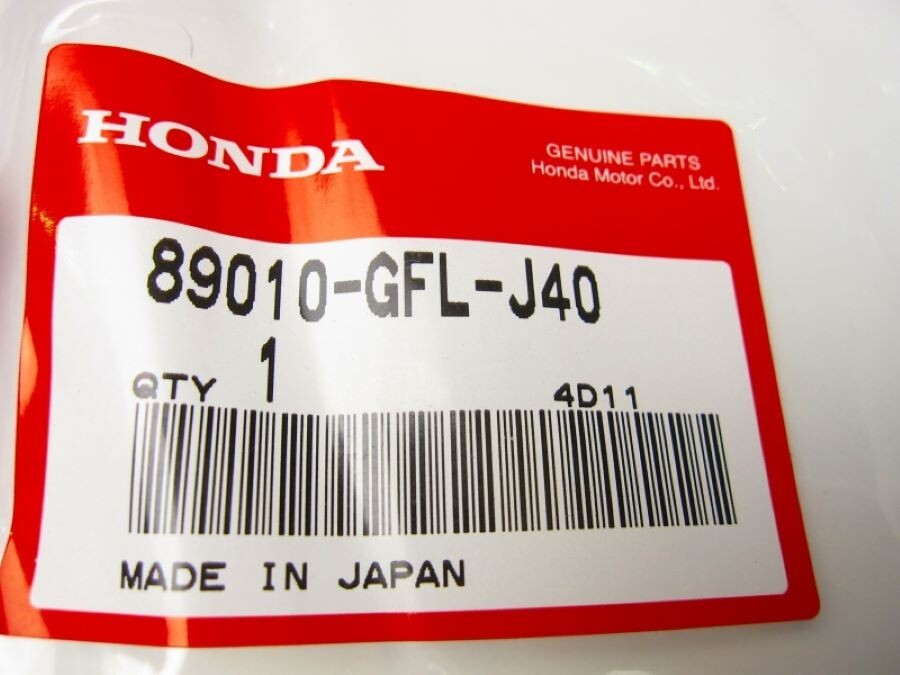 HONDA
GENUINE PARTS
Honda Motor Co., Ltd.
89010-GFL-J40
QTY 1 4D11
MADE IN JAPAN